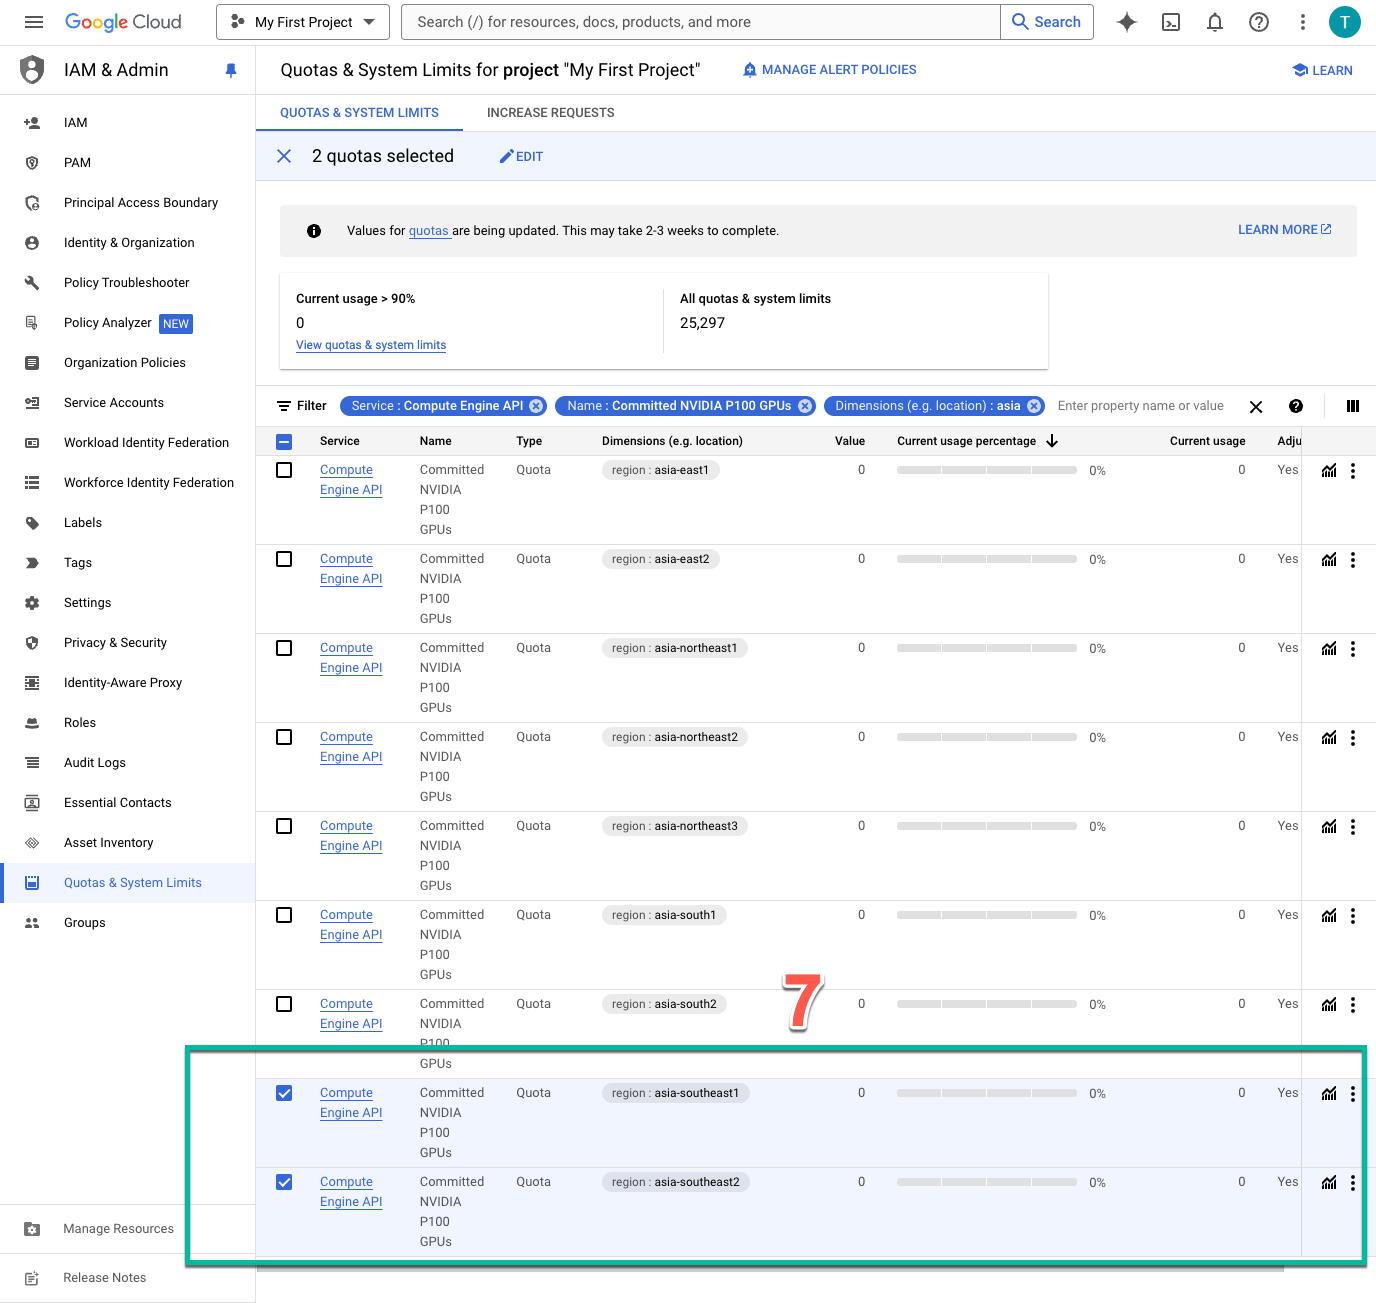 Google Cloud
My First Project
Search (/) for resources, docs, products, and more
Search
T
IAM & Admin
Quotas & System Limits for project "My First Project"
MANAGE ALERT POLICIES
LEARN
QUOTAS & SYSTEM LIMITS
INCREASE REQUESTS
2 quotas selected
EDIT
IAM
PAM
Principal Access Boundary
Identity & Organization
Policy Troubleshooter
Policy Analyzer NEW
Organization Policies
Service Accounts
Workload Identity Federation
Workforce Identity Federation
Labels
Tags
Settings
Privacy & Security
Identity-Aware Proxy
Roles
Audit Logs
Essential Contacts
Asset Inventory
Quotas & System Limits
Groups
Manage Resources
Release Notes
Values for quotas are being updated. This may take 2-3 weeks to complete.
LEARN MORE
Current usage > 90%
0
View quotas & system limits
All quotas & system limits
25,297
Filter
Service : Compute Engine API
Name : Committed NVIDIA P100 GPUs
Dimensions (e.g. location) : asia
Enter property name or value
Service Name Type Dimensions (e.g. location) Value Current usage percentage Current usage Adju
Compute Committed Quota region : asia-east1 0 0% 0 Yes
Engine API NVIDIA
P100
GPUs
Compute Committed Quota region : asia-east2 0 0% 0 Yes
Engine API NVIDIA
P100
GPUs
Compute Committed Quota region : asia-northeast1 0 0% 0 Yes
Engine API NVIDIA
P100
GPUs
Compute Committed Quota region : asia-northeast2 0 0% 0 Yes
Engine API NVIDIA
P100
GPUs
Compute Committed Quota region : asia-northeast3 0 0% 0 Yes
Engine API NVIDIA
P100
GPUs
Compute Committed Quota region : asia-south1 0 0% 0 Yes
Engine API NVIDIA
P100
GPUs
7
Compute Committed Quota region : asia-south2 0 0% 0 Yes
Engine API NVIDIA
P100
GPUs
Compute Committed Quota region : asia-southeast1 0 0% 0 Yes
Engine API NVIDIA
P100
GPUs
Compute Committed Quota region : asia-southeast2 0 0% 0 Yes
Engine API NVIDIA
P100
GPUs